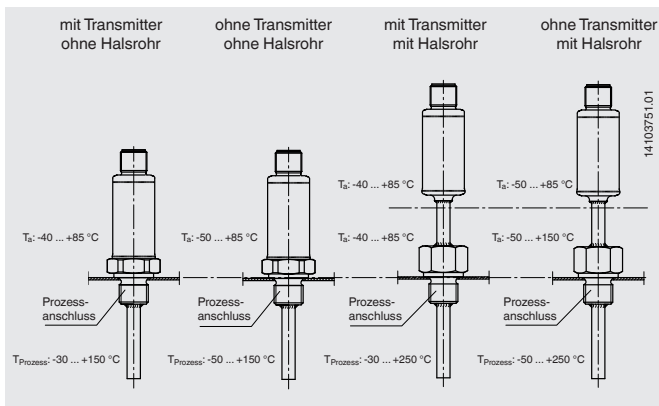 mit Transmitter
ohne Halsrohr
ohne Transmitter
ohne Halsrohr
mit Transmitter
mit Halsrohr
ohne Transmitter
mit Halsrohr
14103751.01
Ta: -40 ... +85 °C
Ta: -50 ... +85 °C
Ta: -40 ... +85 °C
Ta: -50 ... +85 °C
Ta: -40 ... +85 °C
Ta: -50 ... +150 °C
Prozess-
anschluss
Prozess-
anschluss
Prozess-
anschluss
Prozess-
anschluss
TProzess: -30 ... +150 °C
TProzess: -50 ... +150 °C
TProzess: -30 ... +250 °C
TProzess: -50 ... +250 °C